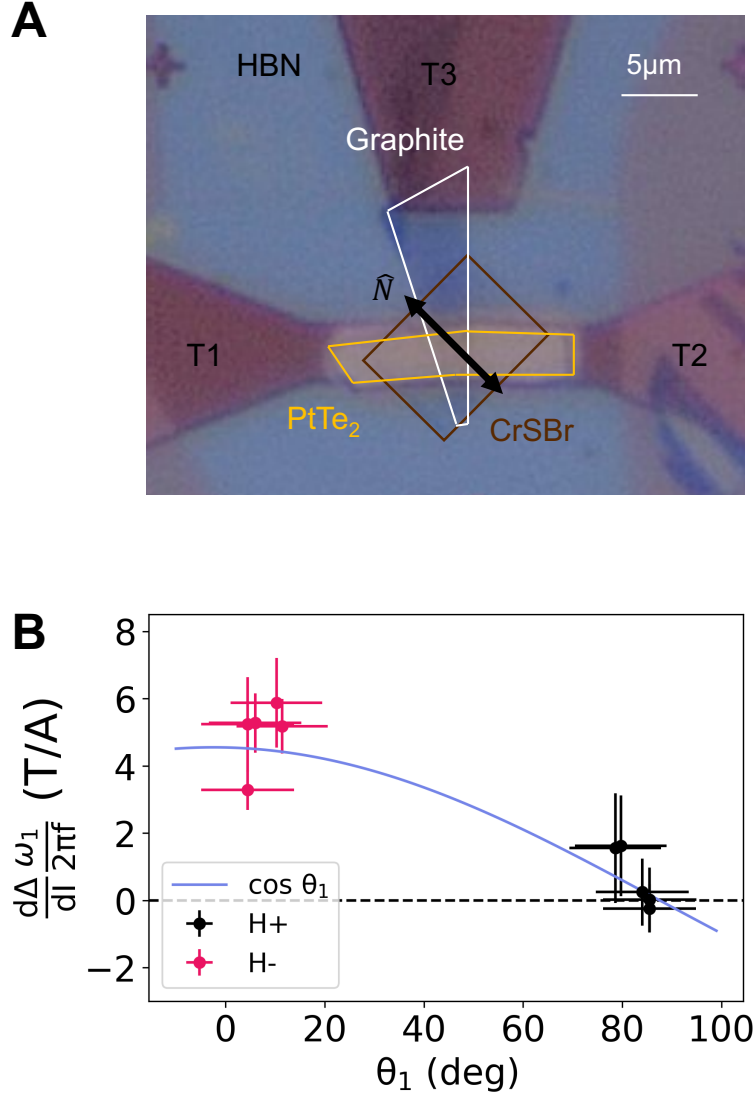 A
HBN
T3
5μm
Graphite
N̂
T1
T2
PtTe₂
CrSBr
B
8
6
4
2
0
−2
dΔ/dI ω₁/2πf (T/A)
cos θ₁
H+
H-
0 20 40 60 80 100
θ₁ (deg)